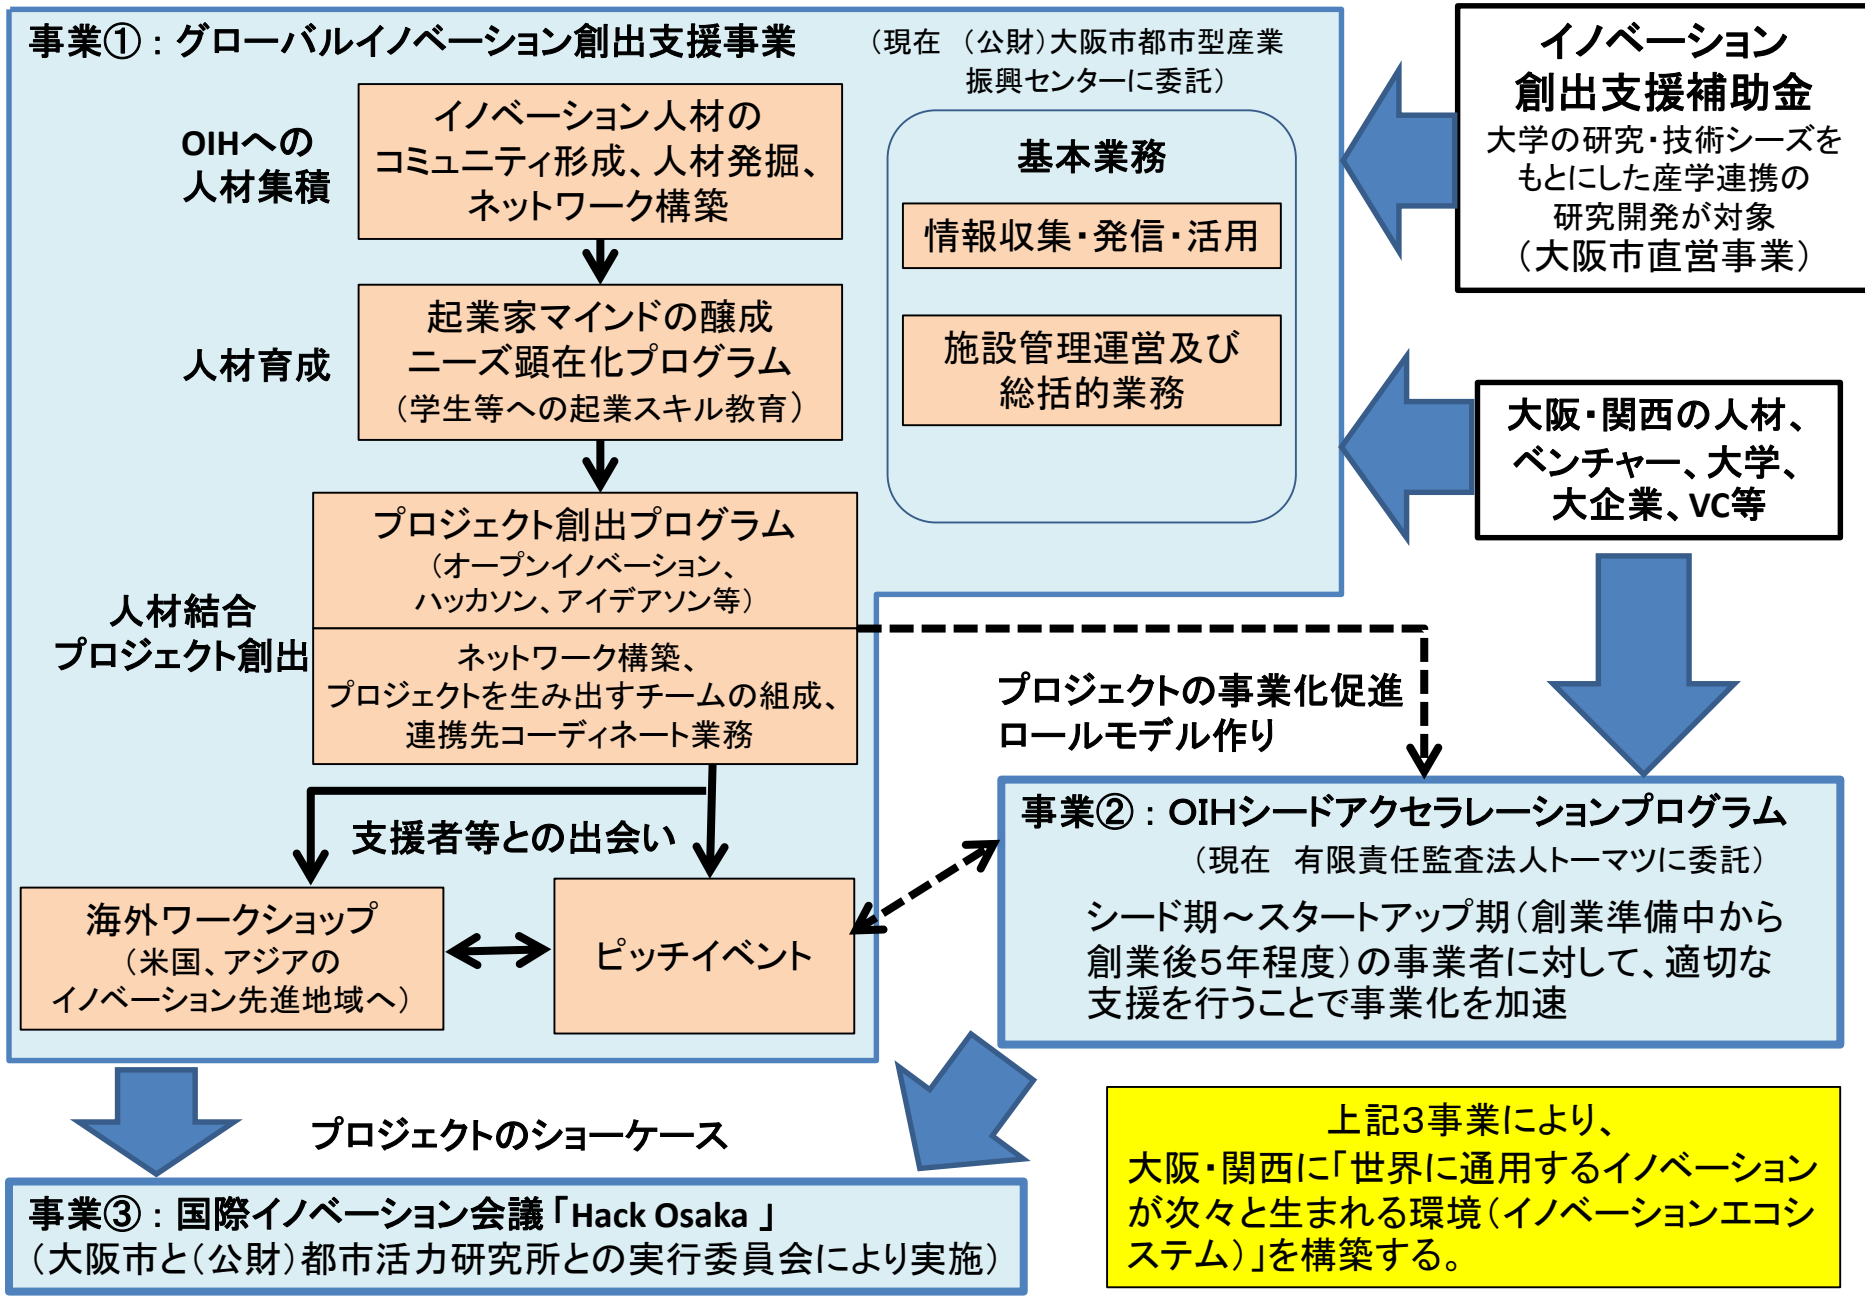 事業①：グローバルイノベーション創出支援事業
（現在　（公財）大阪市都市型産業
振興センターに委託）
OIHへの
人材集積
イノベーション人材の
コミュニティ形成、人材発掘、
ネットワーク構築
人材育成
起業家マインドの醸成
ニーズ顕在化プログラム
（学生等への起業スキル教育）
人材結合
プロジェクト創出
プロジェクト創出プログラム
（オープンイノベーション、
ハッカソン、アイデアソン等）
ネットワーク構築、
プロジェクトを生み出すチームの組成、
連携先コーディネート業務
支援者等との出会い
海外ワークショップ
（米国、アジアの
イノベーション先進地域へ）
ピッチイベント
基本業務
情報収集・発信・活用
施設管理運営及び
総括的業務
イノベーション
創出支援補助金
大学の研究・技術シーズを
もとにした産学連携の
研究開発が対象
（大阪市直営事業）
大阪・関西の人材、
ベンチャー、大学、
大企業、VC等
プロジェクトの事業化促進
ロールモデル作り
事業②：OIHシードアクセラレーションプログラム
（現在　有限責任監査法人トーマツに委託）
シード期～スタートアップ期（創業準備中から
創業後５年程度）の事業者に対して、適切な
支援を行うことで事業化を加速
プロジェクトのショーケース
事業③：国際イノベーション会議「Hack Osaka 」
（大阪市と（公財）都市活力研究所との実行委員会により実施）
上記３事業により、
大阪・関西に「世界に通用するイノベーション
が次々と生まれる環境（イノベーションエコシ
ステム）」を構築する。